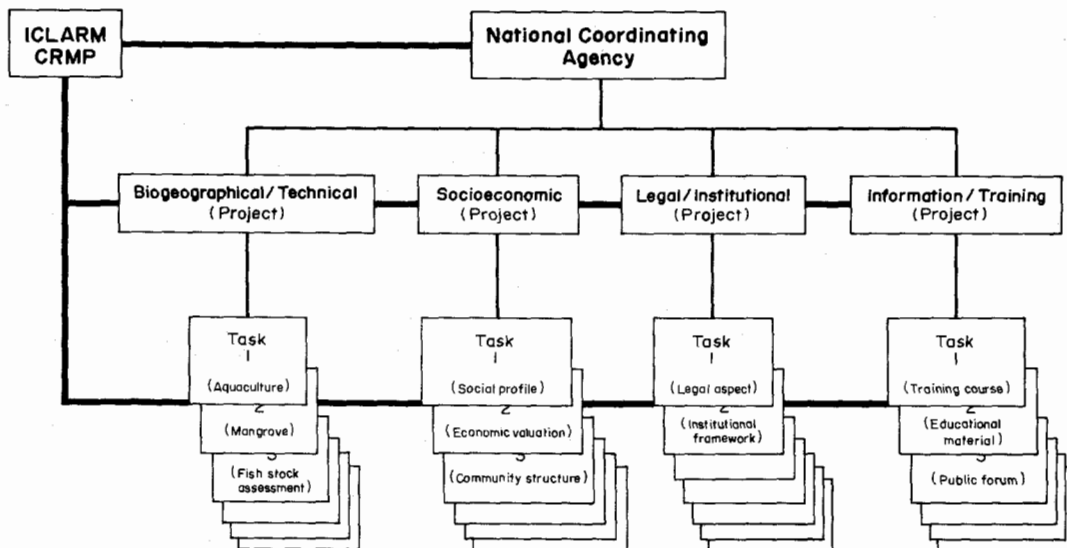 ICLARM
CRMP
National Coordinating
Agency
Biogeographical/Technical
(Project)
Socioeconomic
(Project)
Legal/Institutional
(Project)
Information/Training
(Project)
Task
1
(Aquaculture)
2
(Mangrove)
3
(Fish stock
assessment)
Task
1
(Social profile)
2
(Economic valuation)
3
(Community structure)
Task
1
(Legal aspect)
2
(Institutional
framework)
Task
1
(Training course)
2
(Educational
material)
3
(Public forum)